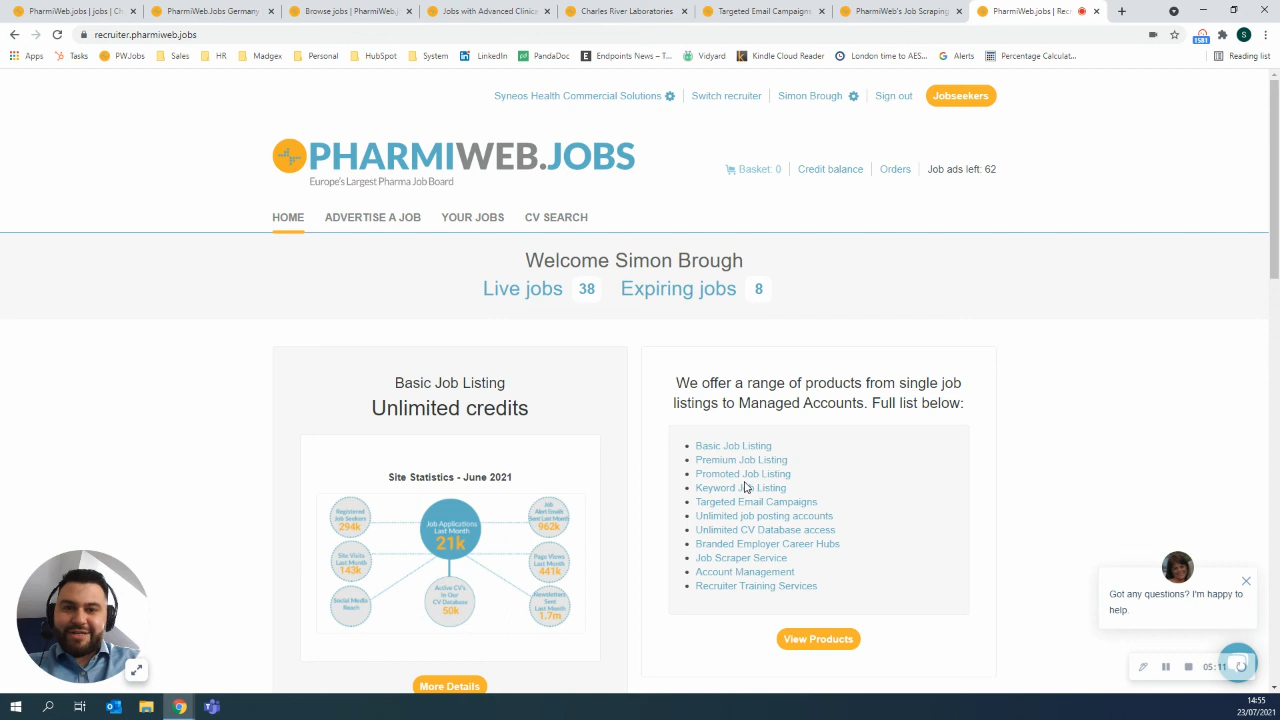 PharmiWeb.Jobs | jobs | Ch
PharmiWeb.Jobs Germany
Browse jobs | PharmiWeb.j
Jobs with Advanced Clinica
Charles River Laboratories
Targeted Email Campaigns
PharmiWeb's Job Scraping
PharmiWeb.jobs | Rec
recruiter.pharmiweb.jobs
1581
S
Apps
Tasks
PWJobs
Sales
HR
Madgex
Personal
HubSpot
System
LinkedIn
PandaDoc
Endpoints News – T...
Vidyard
Kindle Cloud Reader
London time to AES...
Alerts
Percentage Calculat...
Reading list
Syneos Health Commercial Solutions
Switch recruiter
Simon Brough
Sign out
Jobseekers
PHARMIWEB.JOBS
Europe's Largest Pharma Job Board
Basket: 0
Credit balance
Orders
Job ads left: 62
HOME
ADVERTISE A JOB
YOUR JOBS
CV SEARCH
Welcome Simon Brough
Live jobs 38
Expiring jobs 8
Basic Job Listing
Unlimited credits
Site Statistics - June 2021
Registered Job Seekers
294k
Site Visits Last Month
143k
Social Media Reach
Job Applications
Last Month
21k
Active CV's
in Our
CV Database
50k
Job Alert Emails Sent Last Month
962k
Page Views Last Month
441k
Newsletters Sent Last Month
1.7m
More Details
We offer a range of products from single job
listings to Managed Accounts. Full list below:
Basic Job Listing
Premium Job Listing
Promoted Job Listing
Keyword Job Listing
Targeted Email Campaigns
Unlimited job posting accounts
Unlimited CV Database access
Branded Employer Career Hubs
Job Scraper Service
Account Management
Recruiter Training Services
View Products
Got any questions? I'm happy to
help.
05:11
14:55
23/07/2021